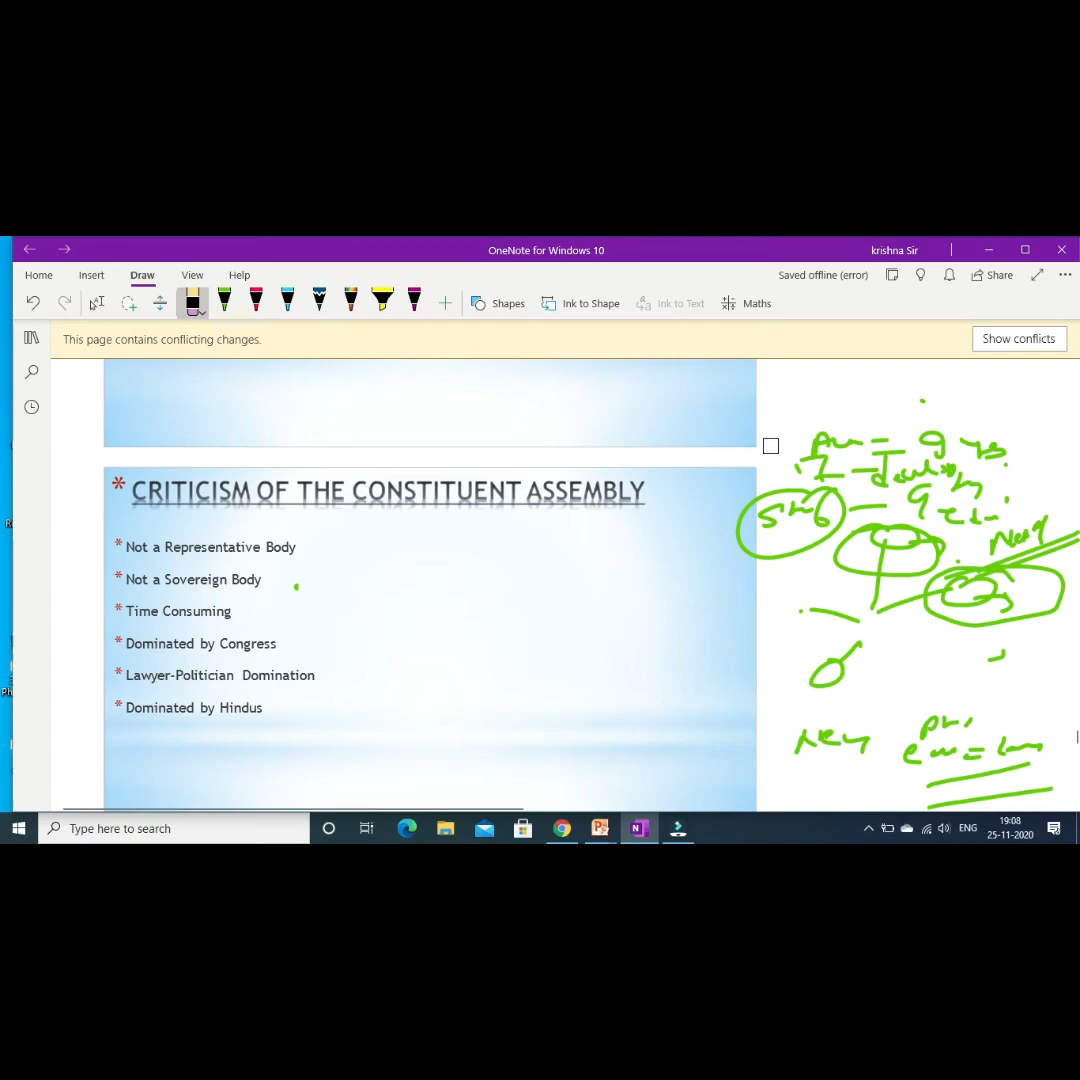 OneNote for Windows 10
krishna Sir
Home Insert Draw View Help
Saved offline (error) Share
Shapes Ink to Shape Ink to Text Maths
This page contains conflicting changes. Show conflicts
* CRITICISM OF THE CONSTITUENT ASSEMBLY
* Not a Representative Body
* Not a Sovereign Body
* Time Consuming
* Dominated by Congress
* Lawyer-Politician Domination
* Dominated by Hindus
Type here to search
ENG
19:08
25-11-2020